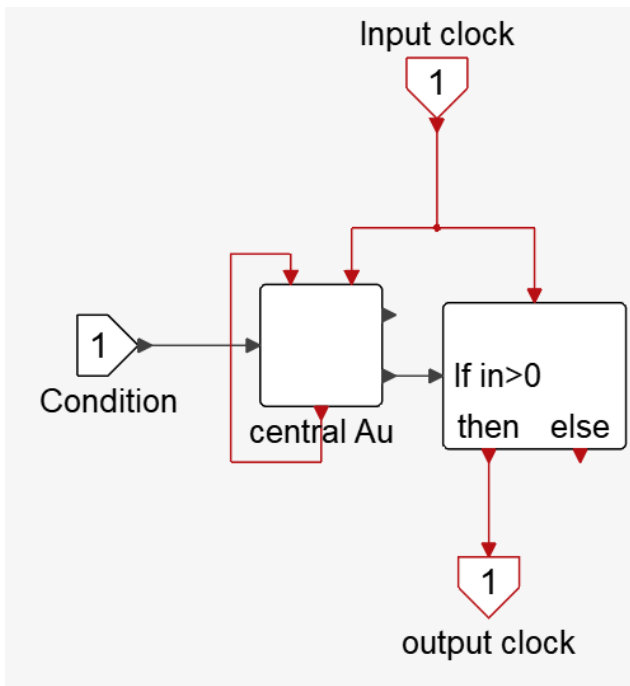 Input clock
1
1
Condition
central Au
If in>0
then else
1
output clock